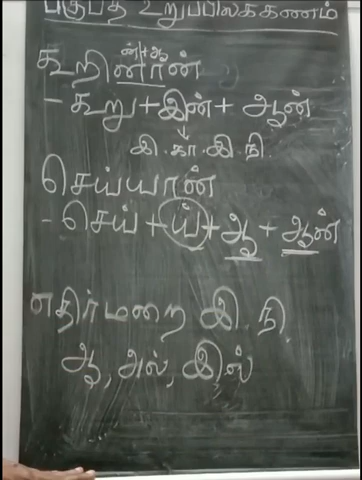 பகுபத உறுப்பிலக்கணம்
ன்+ஆ
கூறினான்
- கூறு + இன் + ஆன்
↓
இ.கா.இ.நி.
செய்யான்
- செய் + ய் + ஆ + ஆன்
எதிர்மறை இ.நி.
ஆ, அல், இல்